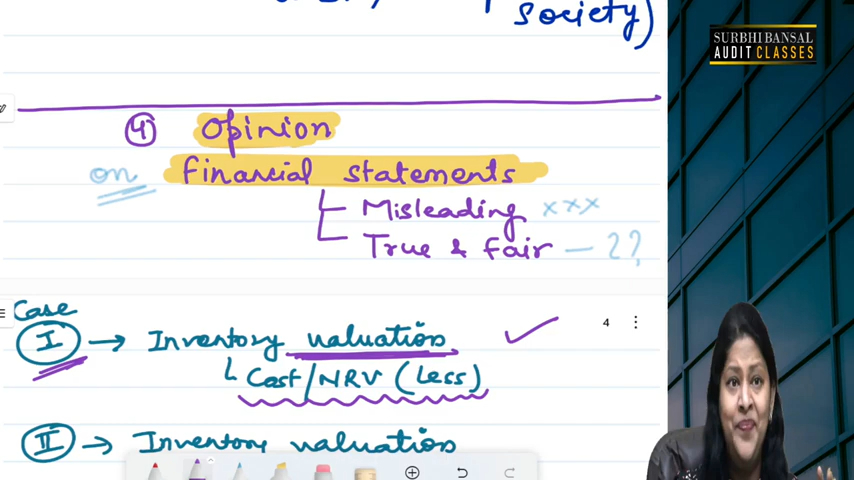 society)
SURBHI BANSAL
AUDIT CLASSES
4 Opinion
on financial statements
Misleading xxx
True & fair — ??
Case
I → Inventory valuation ✓
Cost/NRV (Less)
4
II → Inventory valuation